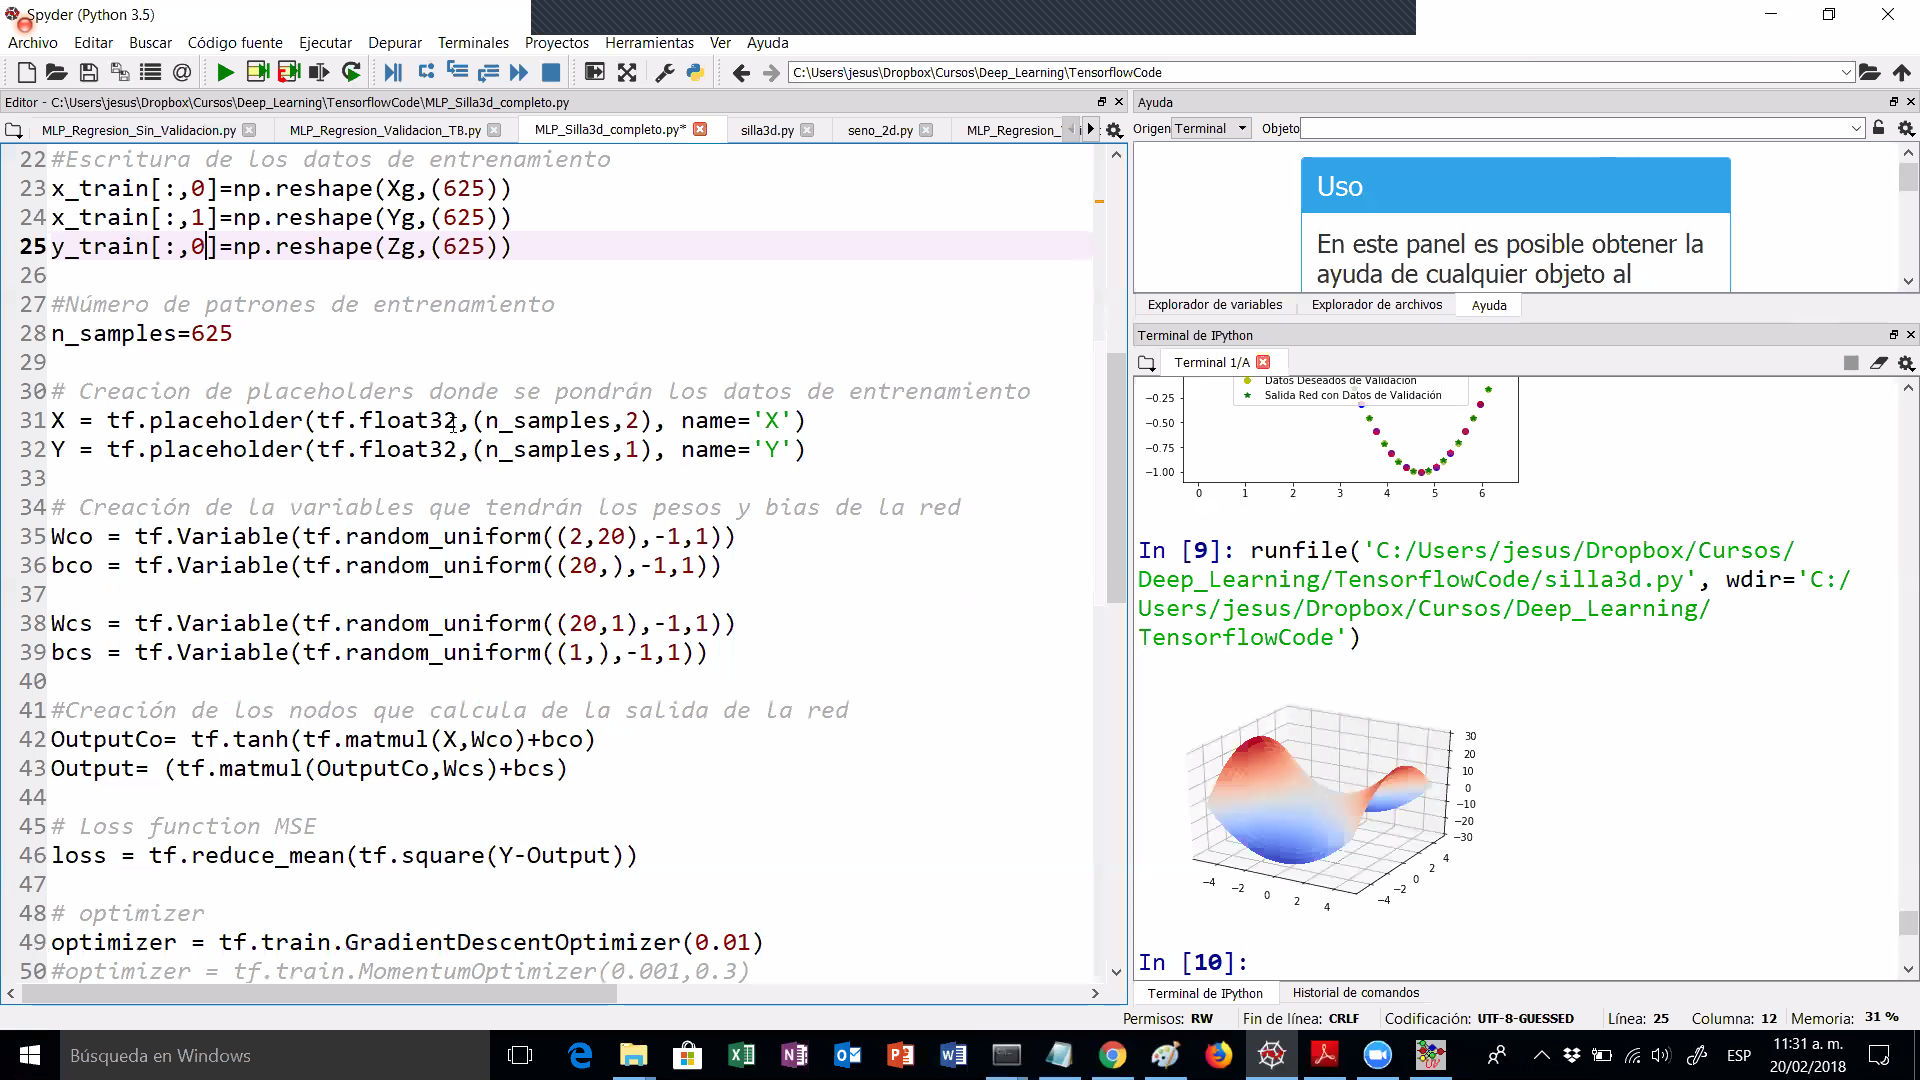 Spyder (Python 3.5)
Archivo Editar Buscar Código fuente Ejecutar Depurar Terminales Proyectos Herramientas Ver Ayuda
C:\Users\jesus\Dropbox\Cursos\Deep_Learning\TensorflowCode
Editor - C:\Users\jesus\Dropbox\Cursos\Deep_Learning\TensorflowCode\MLP_Silla3d_completo.py
MLP_Regresion_Sin_Validacion.py MLP_Regresion_Validacion_TB.py MLP_Silla3d_completo.py* silla3d.py seno_2d.py
22 #Escritura de los datos de entrenamiento
23 x_train[:,0]=np.reshape(Xg,(625))
24 x_train[:,1]=np.reshape(Yg,(625))
25 y_train[:,0]=np.reshape(Zg,(625))
26
27 #Número de patrones de entrenamiento
28 n_samples=625
29
30 # Creacion de placeholders donde se pondrán los datos de entrenamiento
31 X = tf.placeholder(tf.float32,(n_samples,2), name='X')
32 Y = tf.placeholder(tf.float32,(n_samples,1), name='Y')
33
34 # Creación de la variables que tendrán los pesos y bias de la red
35 Wco = tf.Variable(tf.random_uniform((2,20),-1,1))
36 bco = tf.Variable(tf.random_uniform((20,),-1,1))
37
38 Wcs = tf.Variable(tf.random_uniform((20,1),-1,1))
39 bcs = tf.Variable(tf.random_uniform((1,),-1,1))
40
41 #Creación de los nodos que calcula de la salida de la red
42 OutputCo= tf.tanh(tf.matmul(X,Wco)+bco)
43 Output= (tf.matmul(OutputCo,Wcs)+bcs)
44
45 # Loss function MSE
46 loss = tf.reduce_mean(tf.square(Y-Output))
47
48 # optimizer
49 optimizer = tf.train.GradientDescentOptimizer(0.01)
50 #optimizer = tf.train.MomentumOptimizer(0.001,0.3)
Ayuda
Origen Terminal Objeto
Uso
En este panel es posible obtener la
ayuda de cualquier objeto al
Explorador de variables Explorador de archivos Ayuda
Terminal de IPython
Terminal 1/A
Datos Deseados de Validación
Salida Red con Datos de Validación
−0.25
−0.50
−0.75
−1.00
0 1 2 3 4 5 6
In [9]: runfile('C:/Users/jesus/Dropbox/Cursos/
Deep_Learning/TensorflowCode/silla3d.py', wdir='C:/
Users/jesus/Dropbox/Cursos/Deep_Learning/
TensorflowCode')
30
20
10
0
−10
−20
−30
−4 −2 0 2 4
−4 −2 0 2 4
In [10]:
Terminal de IPython Historial de comandos
Permisos: RW Fin de línea: CRLF Codificación: UTF-8-GUESSED Línea: 25 Columna: 12 Memoria: 31 %
Búsqueda en Windows
ESP
11:31 a. m.
20/02/2018